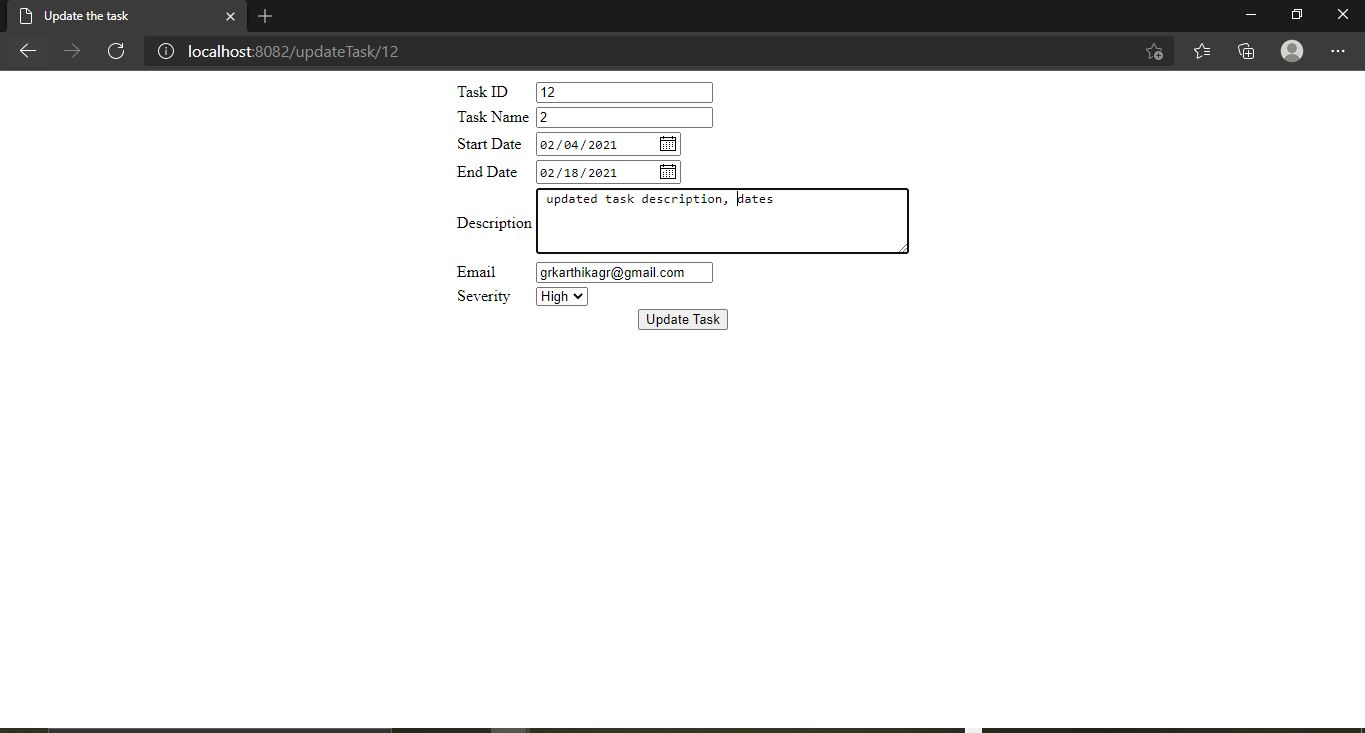 Update the task
localhost:8082/updateTask/12
Task ID 12
Task Name 2
Start Date 02/04/2021
End Date 02/18/2021
Description updated task description, dates
Email grkarthikagr@gmail.com
Severity High
Update Task